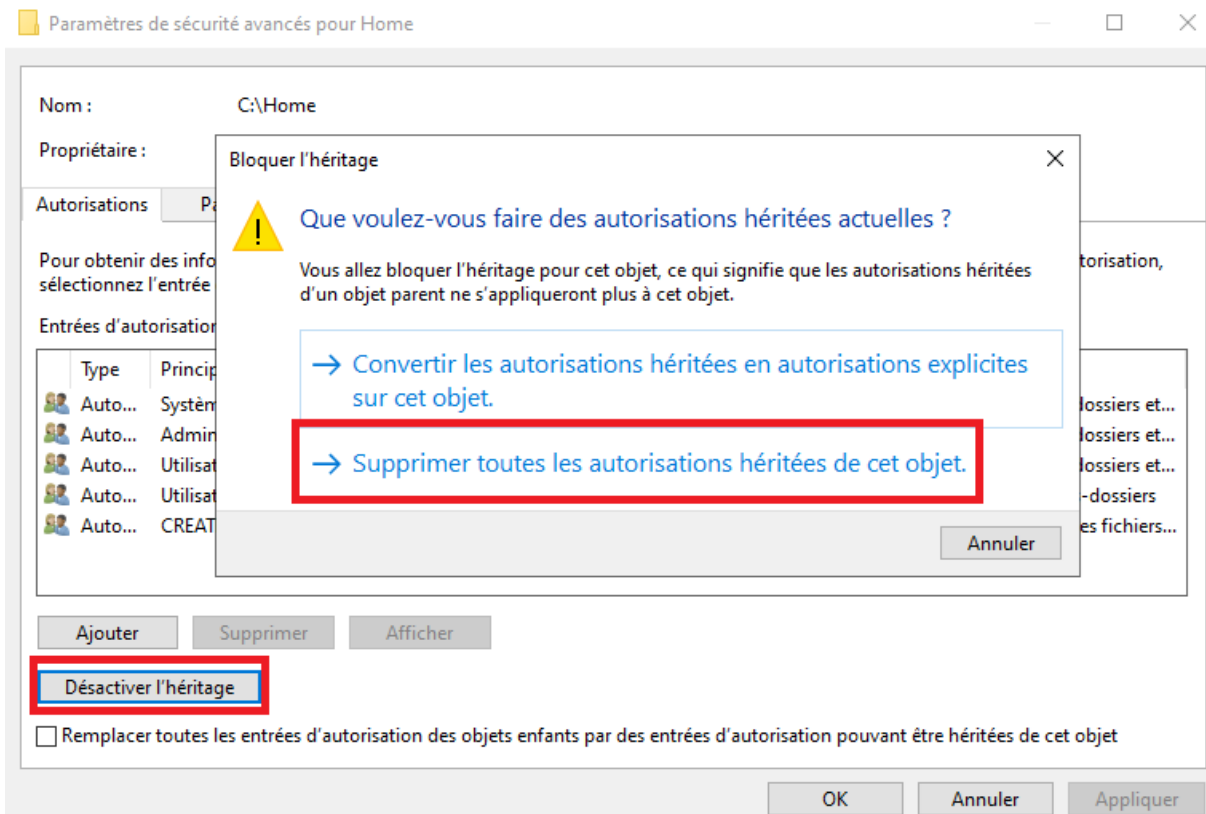 Paramètres de sécurité avancés pour Home
Nom : C:\Home
Propriétaire :
Bloquer l'héritage
Autorisations
Que voulez-vous faire des autorisations héritées actuelles ?
Pour obtenir des
torisation,
sélectionnez l'entrée
Vous allez bloquer l'héritage pour cet objet, ce qui signifie que les autorisations héritées
d'un objet parent ne s'appliqueront plus à cet objet.
Entrées d'autorisation
→ Convertir les autorisations héritées en autorisations explicites
sur cet objet.
Type Princip
Auto... Systèm
dossiers et...
Auto... Admin
dossiers et...
→ Supprimer toutes les autorisations héritées de cet objet.
Auto... Utilisat
dossiers et...
Auto... Utilisat
-dossiers
Auto... CREAT
es fichiers...
Annuler
Ajouter Supprimer Afficher
Désactiver l'héritage
Remplacer toutes les entrées d'autorisation des objets enfants par des entrées d'autorisation pouvant être héritées de cet objet
OK Annuler Appliquer